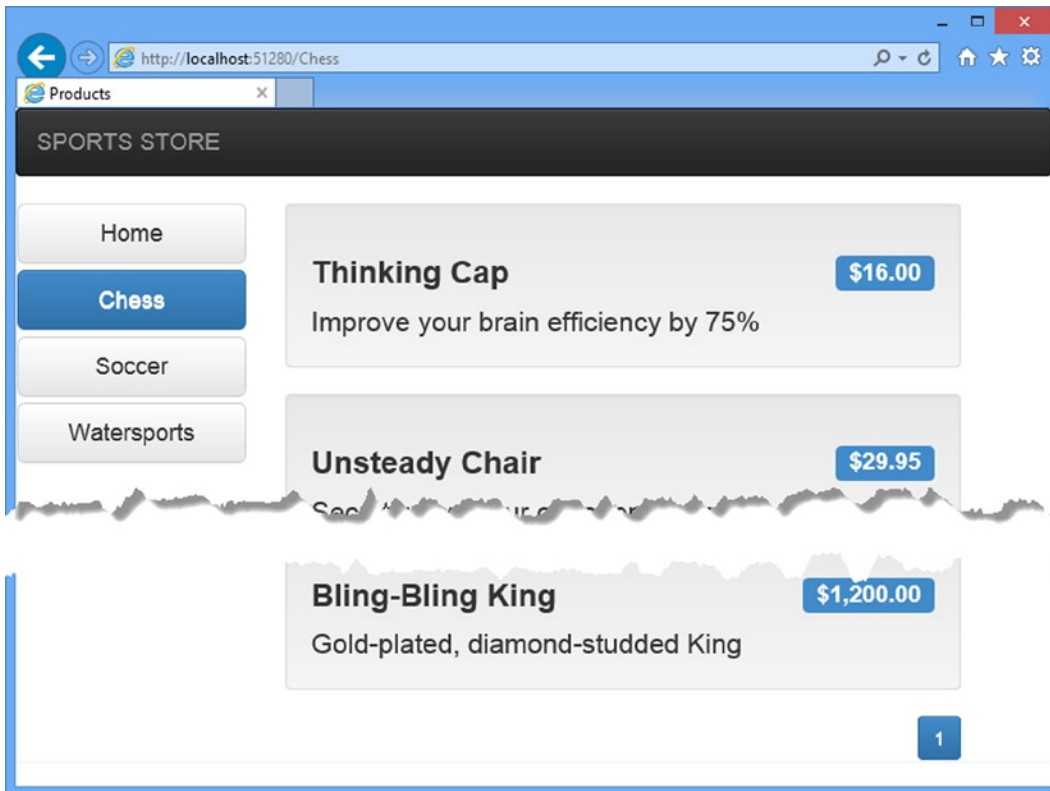 http://localhost:51280/Chess
Products
SPORTS STORE
Home
Chess
Soccer
Watersports
Thinking Cap
$16.00
Improve your brain efficiency by 75%
Unsteady Chair
$29.95
Bling-Bling King
$1,200.00
Gold-plated, diamond-studded King
1